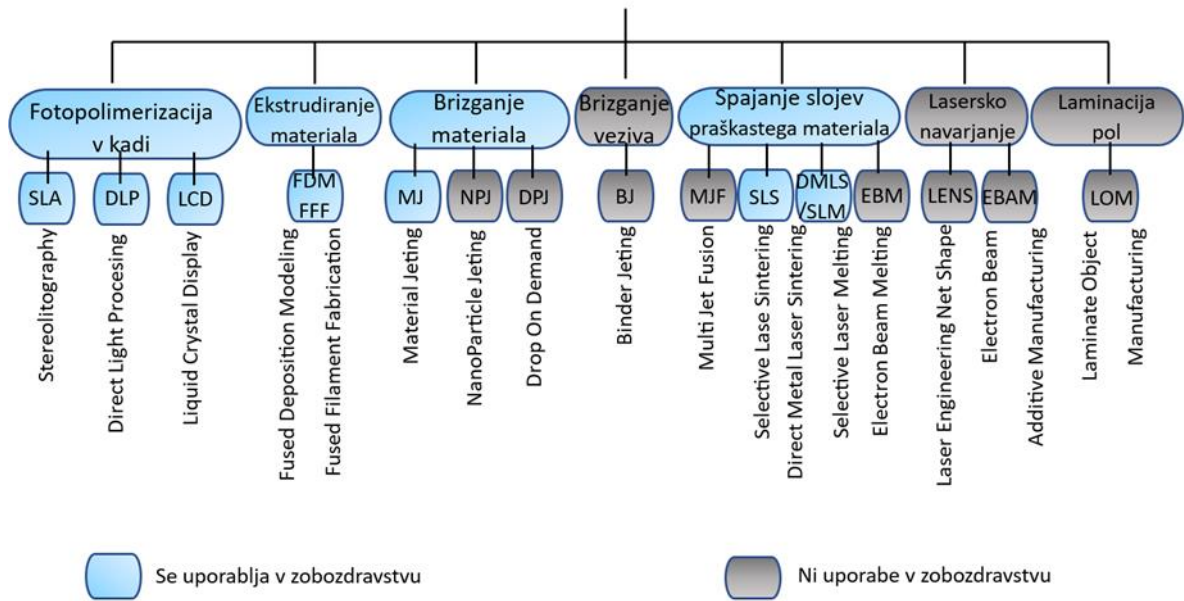 Fotopolimerizacija
v kadi
Ekstrudiranje
materiala
Brizganje
materiala
Brizganje
veziva
Spajanje slojev
praškastega materiala
Lasersko
navarjanje
Laminacija
pol
SLA
DLP
LCD
FDM
FFF
MJ
NPJ
DPJ
BJ
MJF
SLS
DMLS
/SLM
EBM
LENS
EBAM
LOM
Stereolitography
Direct Light Procesing
Liquid Crystal Display
Fused Deposition Modeling
Fused Filament Fabrication
Material Jeting
NanoParticle Jeting
Drop On Demand
Binder Jeting
Multi Jet Fusion
Selective Lase Sintering
Direct Metal Laser Sintering
Selective Laser Melting
Electron Beam Melting
Laser Engineering Net Shape
Electron Beam
Additive Manufacturing
Laminate Object
Manufacturing
Se uporablja v zobozdravstvu
Ni uporabe v zobozdravstvu